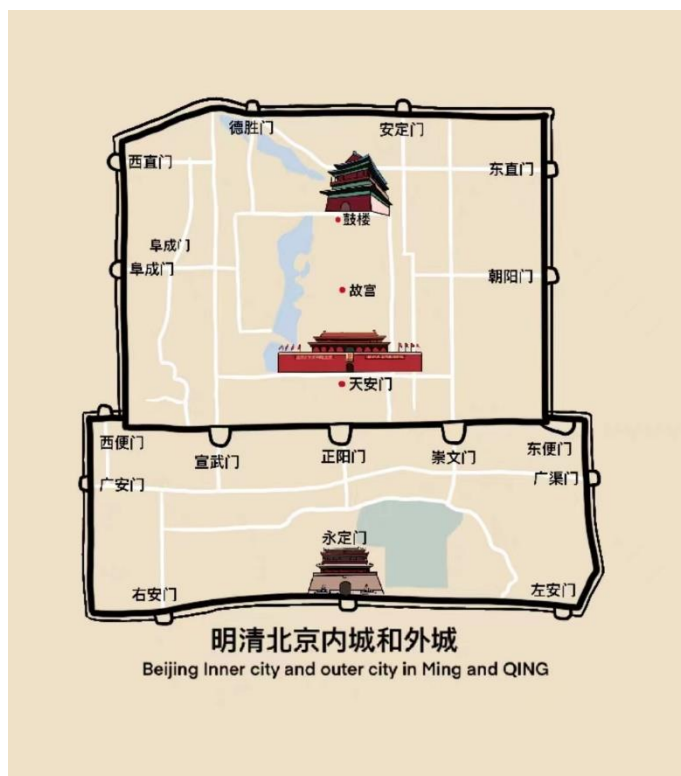 德胜门
安定门
西直门
东直门
鼓楼
阜成门
阜成门
朝阳门
故宫
天安门
西便门
宣武门
正阳门
崇文门
东便门
广安门
广渠门
永定门
右安门
左安门
明清北京内城和外城
Beijing Inner city and outer city in Ming and QING